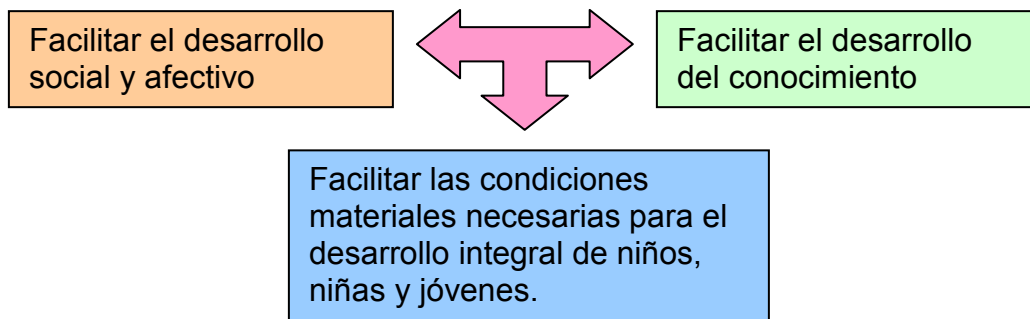 Facilitar el desarrollo
social y afectivo
Facilitar el desarrollo
del conocimiento
Facilitar las condiciones
materiales necesarias para el
desarrollo integral de niños,
niñas y jóvenes.